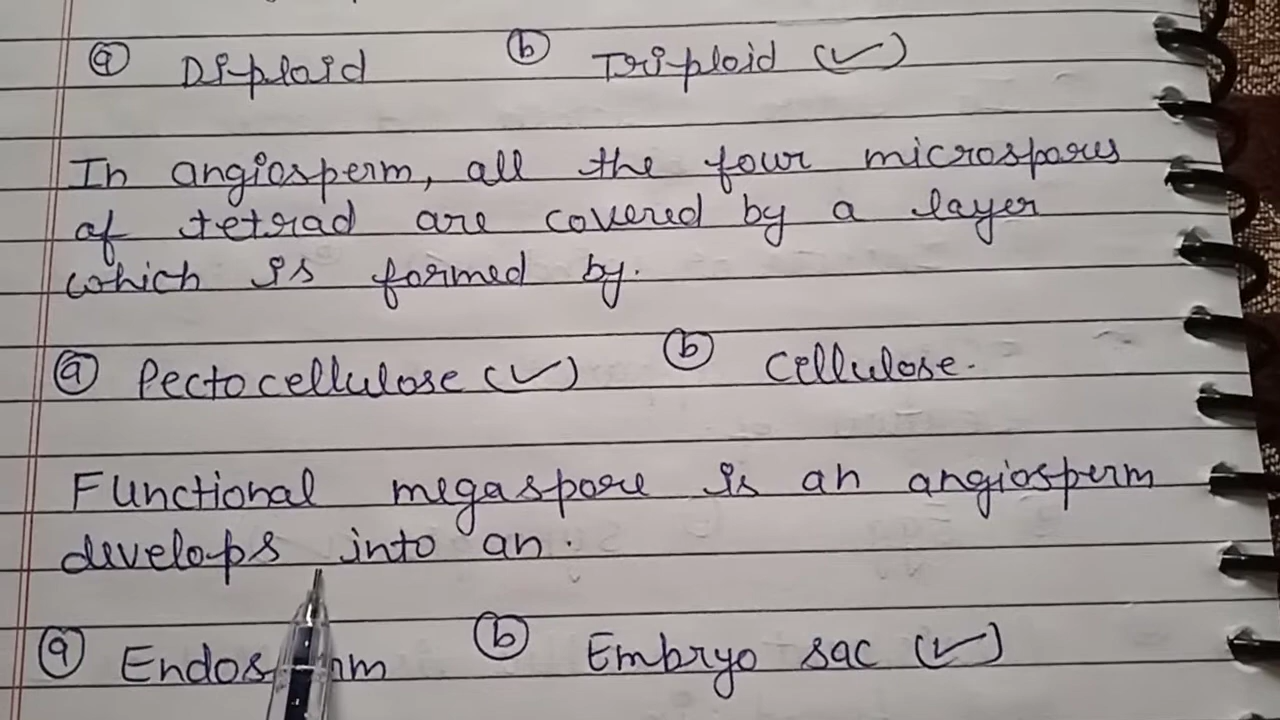 ⓐ Diploid ⓑ Triploid (✓)
In angiosperm, all the four microspores
of tetrad are covered by a layer
which is formed by.
ⓐ Pectocellulose (✓) ⓑ Cellulose.
Functional megaspore is an angiosperm
develops into an.
ⓐ Endosperm ⓑ Embryo sac (✓)